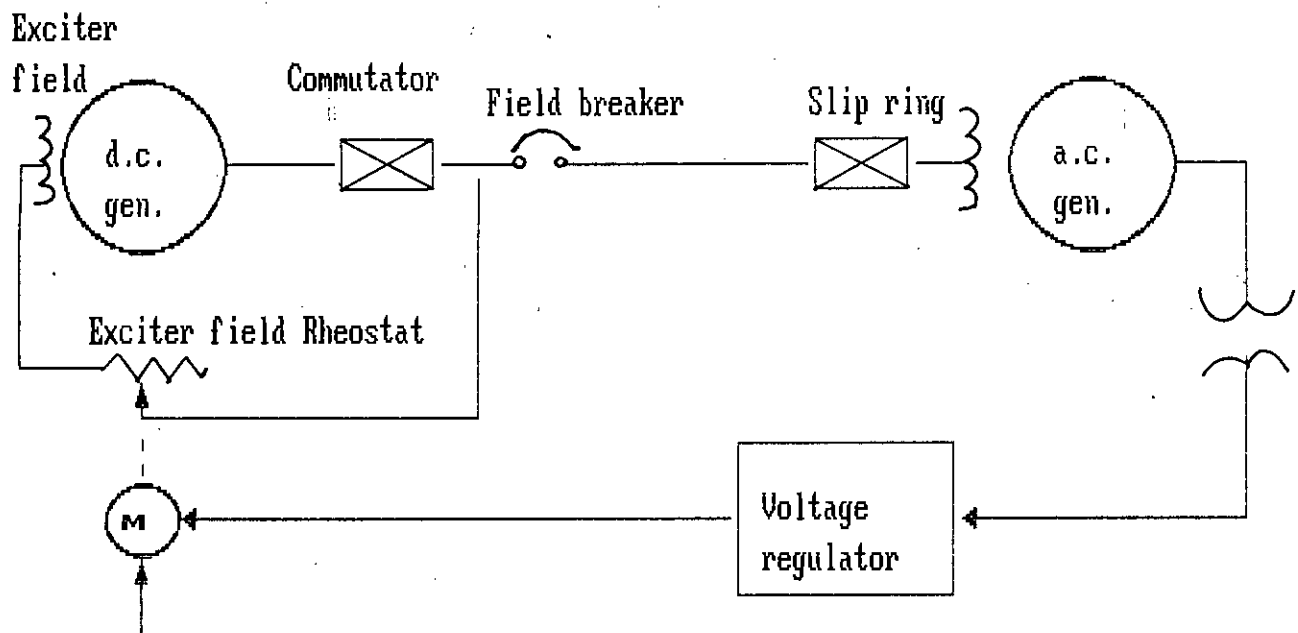 Exciter
field
Commutator
Field breaker
Slip ring
d.c.
gen.
a.c.
gen.
Exciter field Rheostat
M
Voltage
regulator